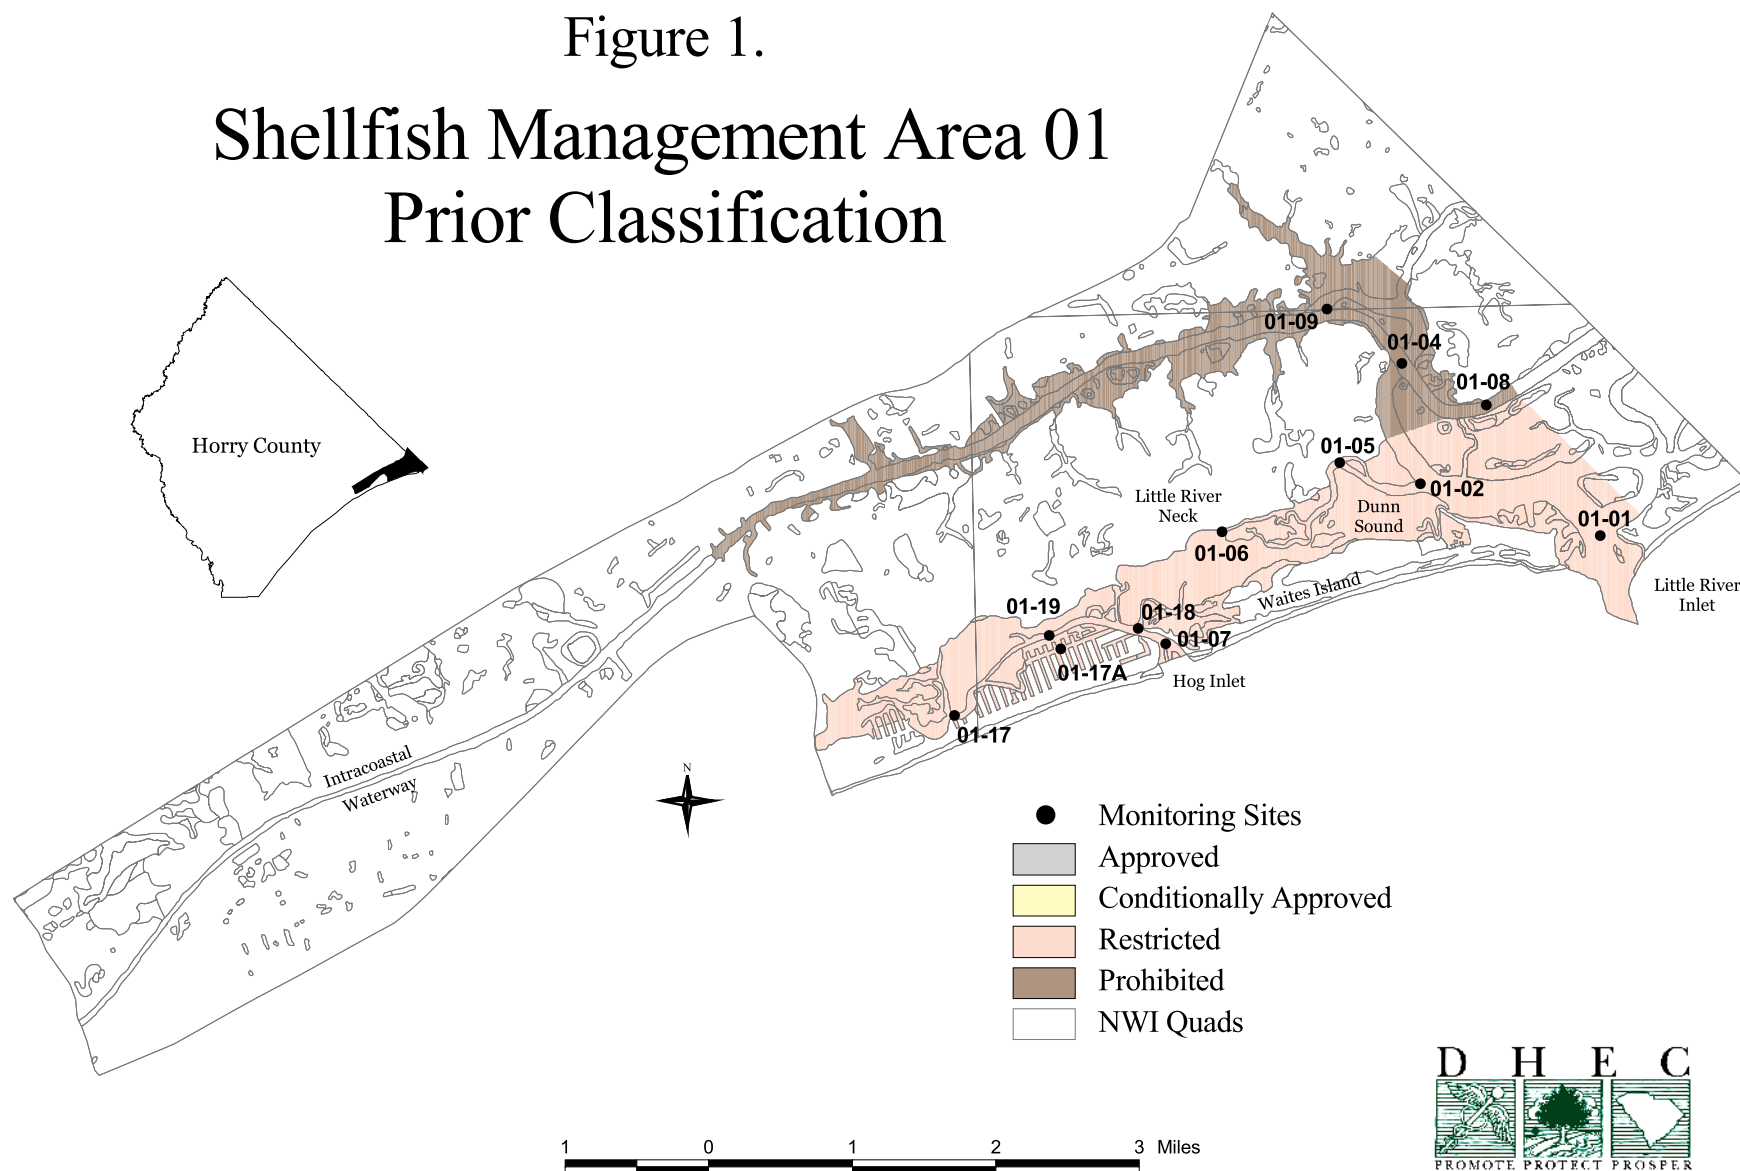 Figure 1.
Shellfish Management Area 01
Prior Classification
Horry County
01-09
01-04
01-08
01-05
01-02
Little River
Neck
Dunn
Sound
01-01
01-06
Waites Island
Little River
Inlet
01-19
01-18
01-07
01-17A
Hog Inlet
01-17
Intracoastal
Waterway
N
Monitoring Sites
Approved
Conditionally Approved
Restricted
Prohibited
NWI Quads
1 0 1 2 3 Miles
D H E C
PROMOTE PROTECT PROSPER